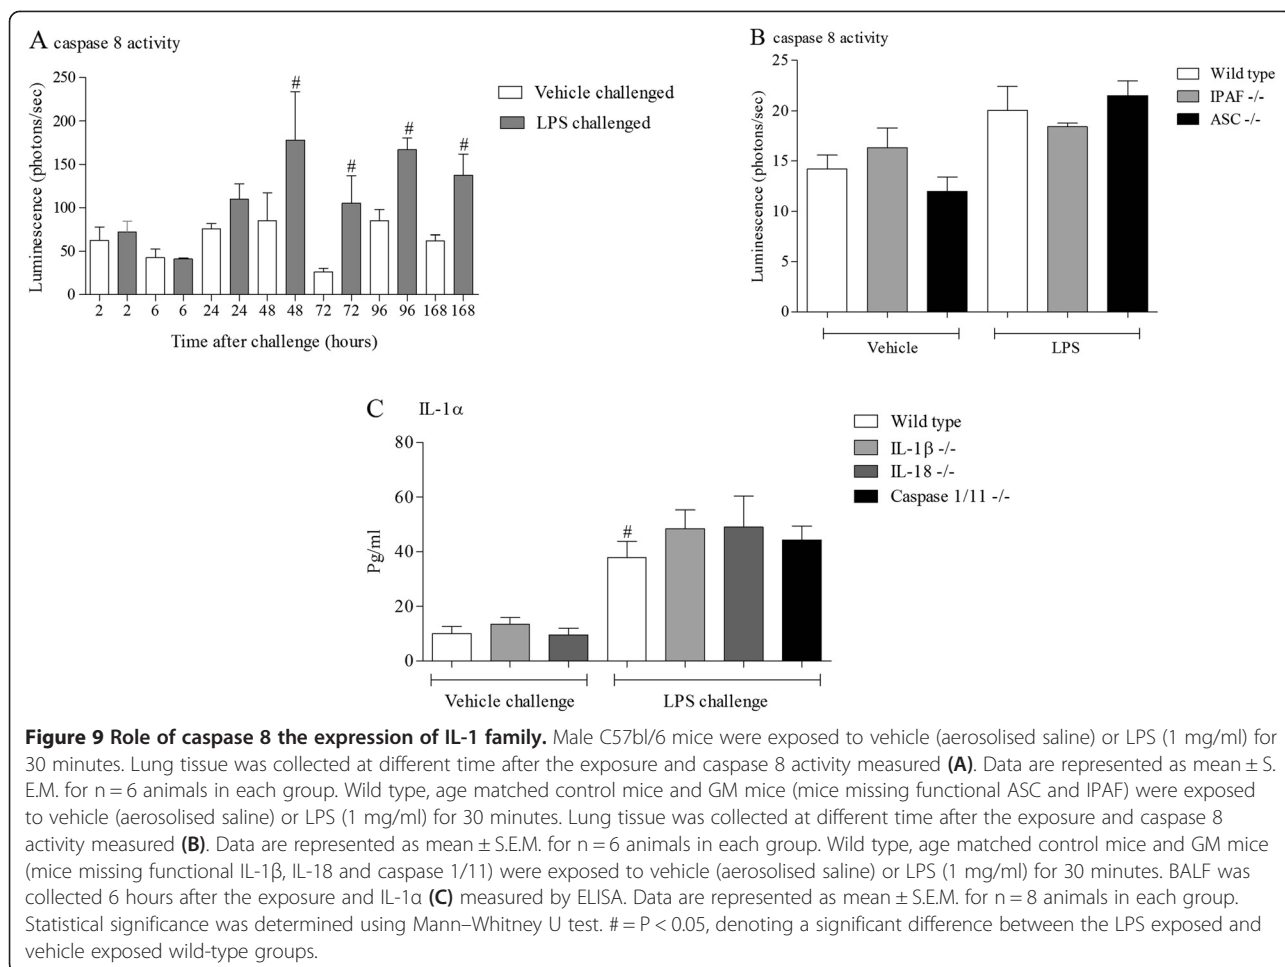 A caspase 8 activity
250
200
150
100
50
0
Luminescence (photons/sec)
# # # #
Vehicle challenged
LPS challenged
2 2 6 6 24 24 48 48 72 72 96 96 168 168
Time after challenge (hours)
B caspase 8 activity
25
20
15
10
5
0
Luminescence (photons/sec)
Wild type
IPAF -/-
ASC -/-
Vehicle LPS
C IL-1α
80
60
40
20
0
Pg/ml
#
Wild type
IL-1β -/-
IL-18 -/-
Caspase 1/11 -/-
Vehicle challenge LPS challenge
Figure 9 Role of caspase 8 the expression of IL-1 family. Male C57bl/6 mice were exposed to vehicle (aerosolised saline) or LPS (1 mg/ml) for
30 minutes. Lung tissue was collected at different time after the exposure and caspase 8 activity measured (A). Data are represented as mean ± S.
E.M. for n = 6 animals in each group. Wild type, age matched control mice and GM mice (mice missing functional ASC and IPAF) were exposed
to vehicle (aerosolised saline) or LPS (1 mg/ml) for 30 minutes. Lung tissue was collected at different time after the exposure and caspase 8
activity measured (B). Data are represented as mean ± S.E.M. for n = 6 animals in each group. Wild type, age matched control mice and GM mice
(mice missing functional IL-1β, IL-18 and caspase 1/11) were exposed to vehicle (aerosolised saline) or LPS (1 mg/ml) for 30 minutes. BALF was
collected 6 hours after the exposure and IL-1α (C) measured by ELISA. Data are represented as mean ± S.E.M. for n = 8 animals in each group.
Statistical significance was determined using Mann–Whitney U test. # = P < 0.05, denoting a significant difference between the LPS exposed and
vehicle exposed wild-type groups.